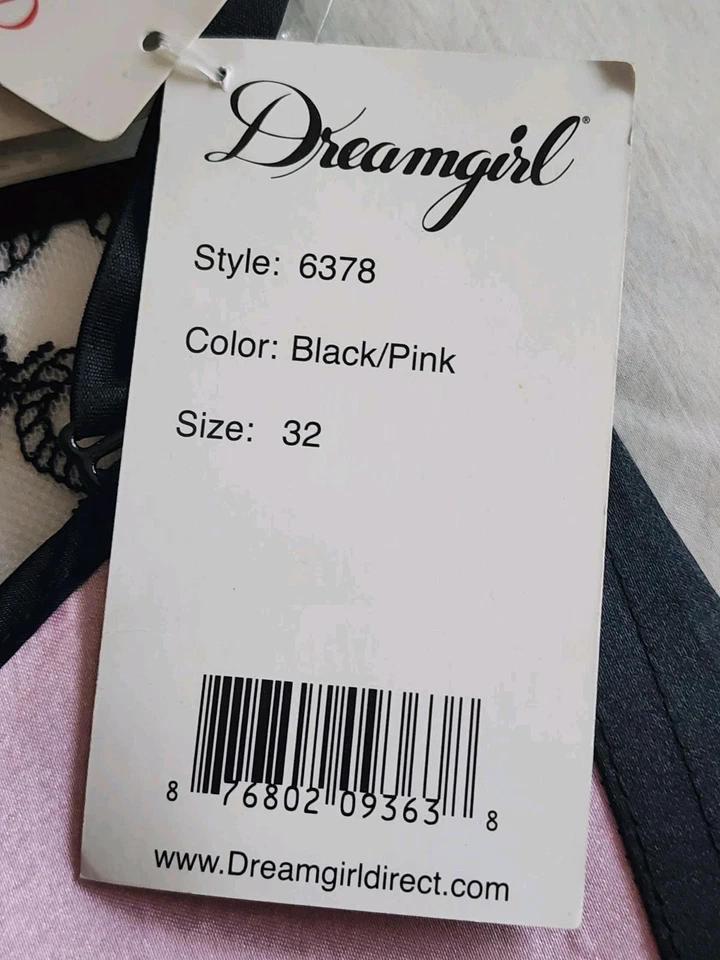 Dreamgirl®
Style: 6378
Color: Black/Pink
Size: 32
8 76802 09363 8
www.Dreamgirldirect.com